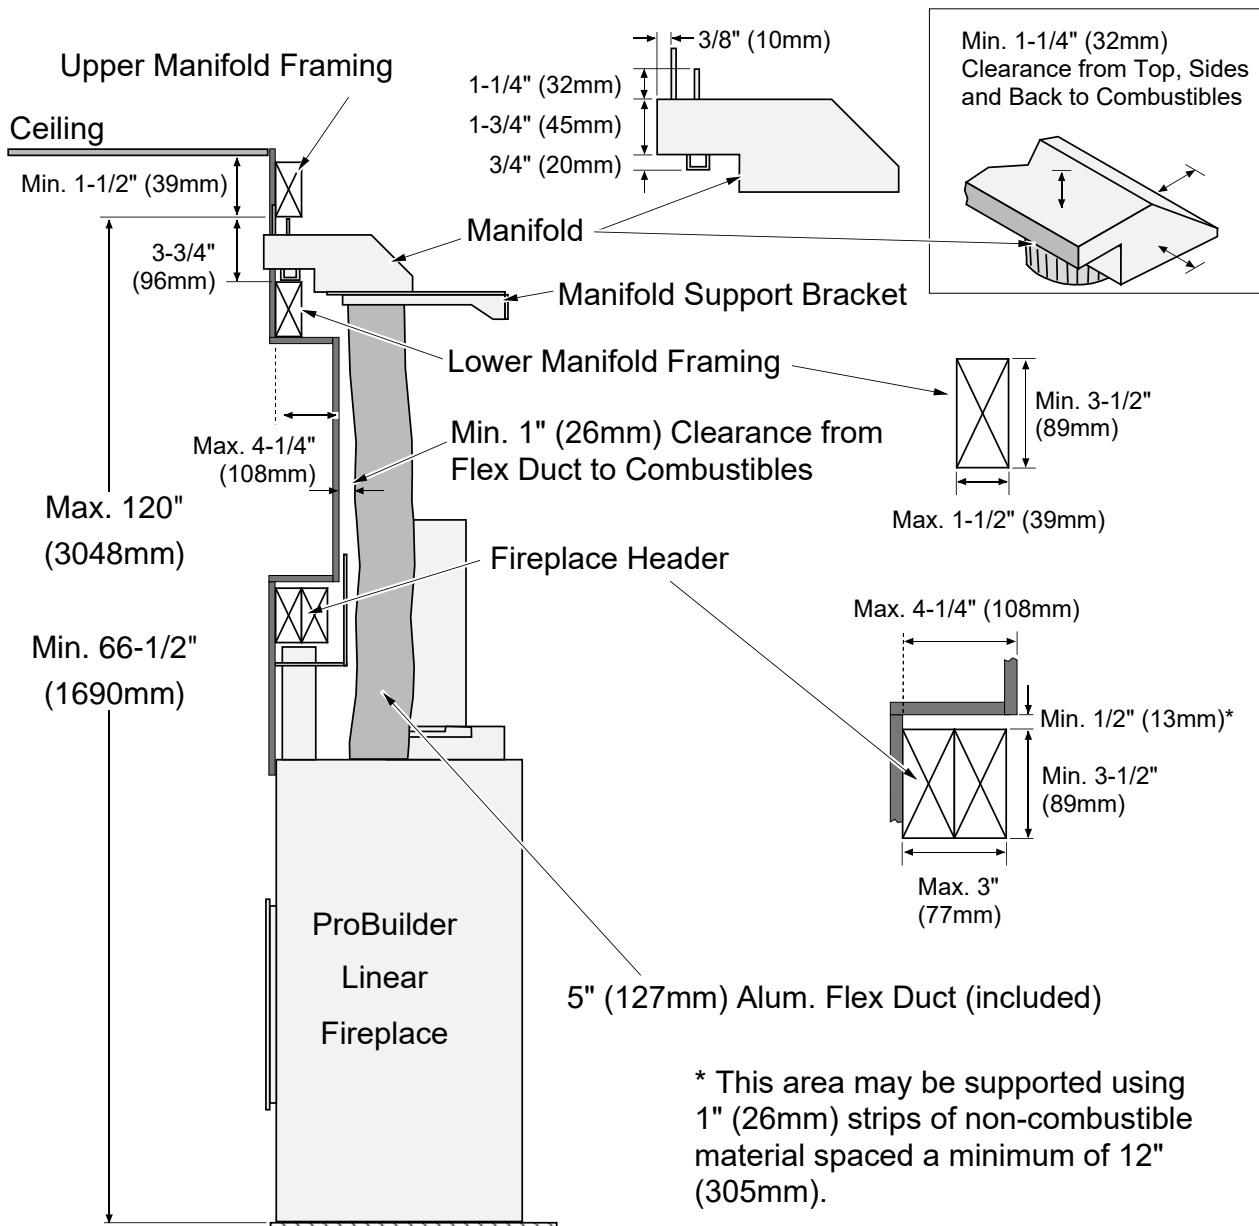 Upper Manifold Framing
Ceiling
Min. 1-1/2" (39mm)
3-3/4"
(96mm)
3/8" (10mm)
1-1/4" (32mm)
1-3/4" (45mm)
3/4" (20mm)
Min. 1-1/4" (32mm)
Clearance from Top, Sides
and Back to Combustibles
Manifold
Manifold Support Bracket
Lower Manifold Framing
Min. 3-1/2"
(89mm)
Max. 1-1/2" (39mm)
Max. 4-1/4"
(108mm)
Min. 1" (26mm) Clearance from
Flex Duct to Combustibles
Max. 120"
(3048mm)
Min. 66-1/2"
(1690mm)
Fireplace Header
Max. 4-1/4" (108mm)
Min. 1/2" (13mm)*
Min. 3-1/2"
(89mm)
Max. 3"
(77mm)
ProBuilder
Linear
Fireplace
5" (127mm) Alum. Flex Duct (included)
* This area may be supported using
1" (26mm) strips of non-combustible
material spaced a minimum of 12"
(305mm).